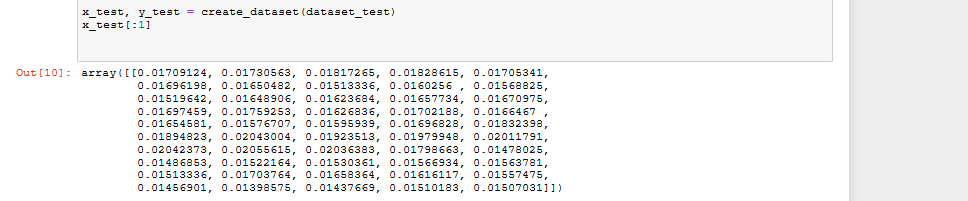 x_test, y_test = create_dataset(dataset_test)
x_test[:1]
Out[10]: array([[0.01709124, 0.01730563, 0.01817265, 0.01828615, 0.01705341,
0.01696198, 0.01650482, 0.01513336, 0.0160256 , 0.01568825,
0.01519642, 0.01648906, 0.01623684, 0.01657734, 0.01670975,
0.01697459, 0.01759253, 0.01626836, 0.01702188, 0.0166467 ,
0.01654581, 0.01576707, 0.01595939, 0.01696828, 0.01832398,
0.01894823, 0.02043004, 0.01923513, 0.01979948, 0.02011791,
0.02042373, 0.02055615, 0.02036383, 0.01798663, 0.01478025,
0.01486853, 0.01522164, 0.01530361, 0.01566934, 0.01563781,
0.01513336, 0.01703764, 0.01658364, 0.01616117, 0.01557475,
0.01456901, 0.01398575, 0.01437669, 0.01510183, 0.01507031]])